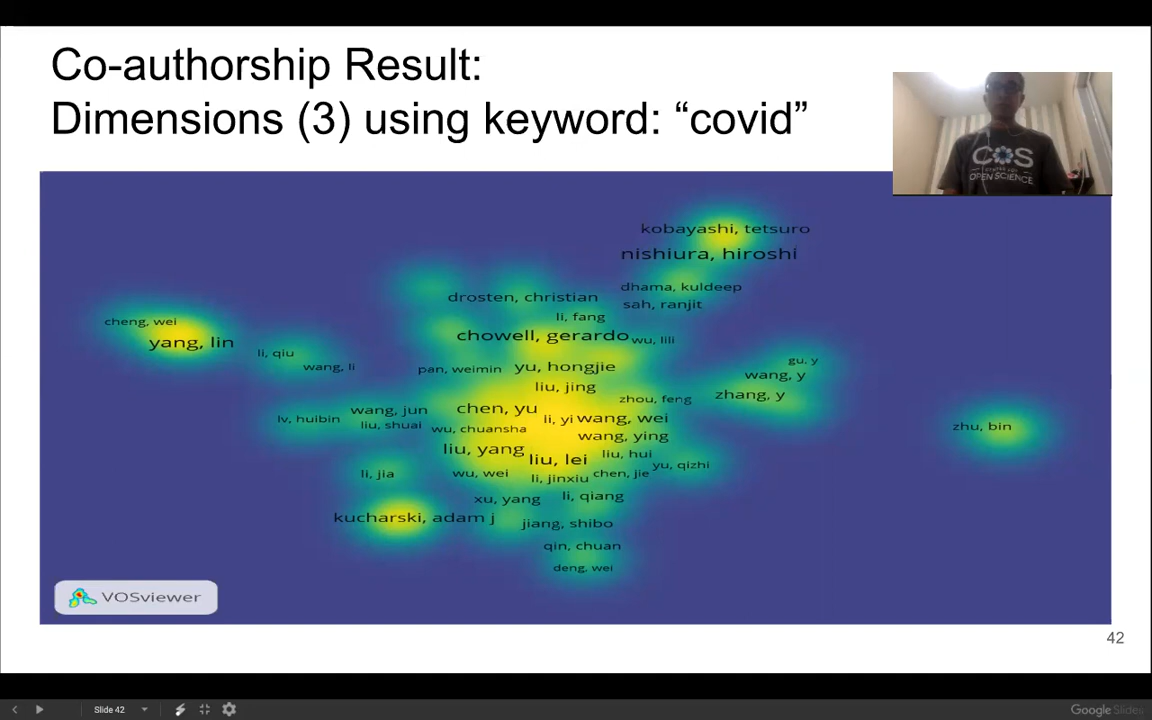 Co-authorship Result:
Dimensions (3) using keyword: “covid”
COS
CENTER FOR
OPEN SCIENCE
kobayashi, tetsuro
nishiura, hiroshi
dhama, kuldeep
drosten, christian
sah, ranjit
li, fang
cheng, wei
chowell, gerardo
wu, lili
yang, lin
li, qiu
gu, y
wang, li
pan, weimin
yu, hongjie
wang, y
liu, jing
zhang, y
zhou, feng
wang, jun
chen, yu
lv, huibin
li, yi
wang, wei
liu, shuai
wu, chuansha
zhu, bin
wang, ying
liu, yang
liu, hui
liu, lei
yu, qizhi
li, jia
wu, wei
chen, jie
li, jinxiu
xu, yang
li, qiang
kucharski, adam j
jiang, shibo
qin, chuan
deng, wei
VOSviewer
42
Slide 42
Google Slides